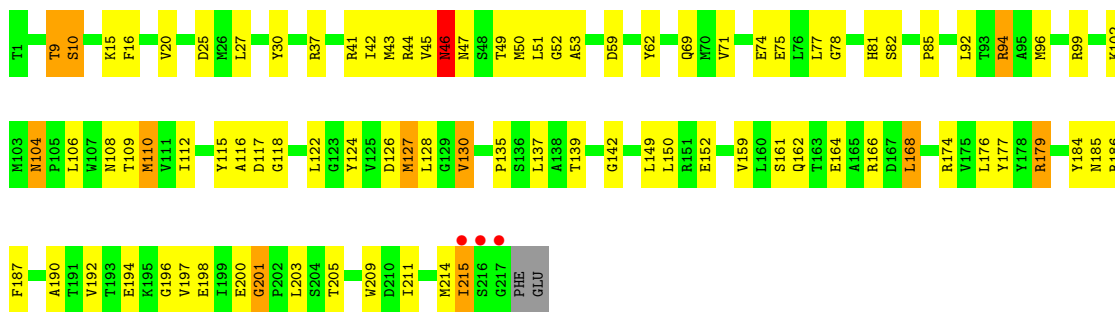 T1 T9 S10 K15 F16 V20 D25 M26 L27 Y30 R37 R41 I42 M43 R44 V45 N46 N47 S48 T49 M50 L51 G52 A53 D59 Y62 Q69 M70 V71 E74 E75 L76 L77 G78 H81 S82 P85 L92 T93 R94 A95 M96 R99 K102
M103 N104 P105 L106 W107 N108 T109 M110 V111 I112 Y115 A116 D117 G118 L122 G123 Y124 V125 D126 M127 L128 G129 V130 P135 S136 L137 A138 T139 G142 L149 L150 R151 E152 V159 L160 S161 Q162 T163 E164 A165 R166 D167 L168 R174 V175 L176 Y177 Y178 R179 Y184 N185
F187 A190 T191 V192 T193 E194 K195 G196 V197 E198 I199 E200 G201 P202 L203 S204 T205 W209 D210 I211 M214 I215 S216 G217 PHE GLU